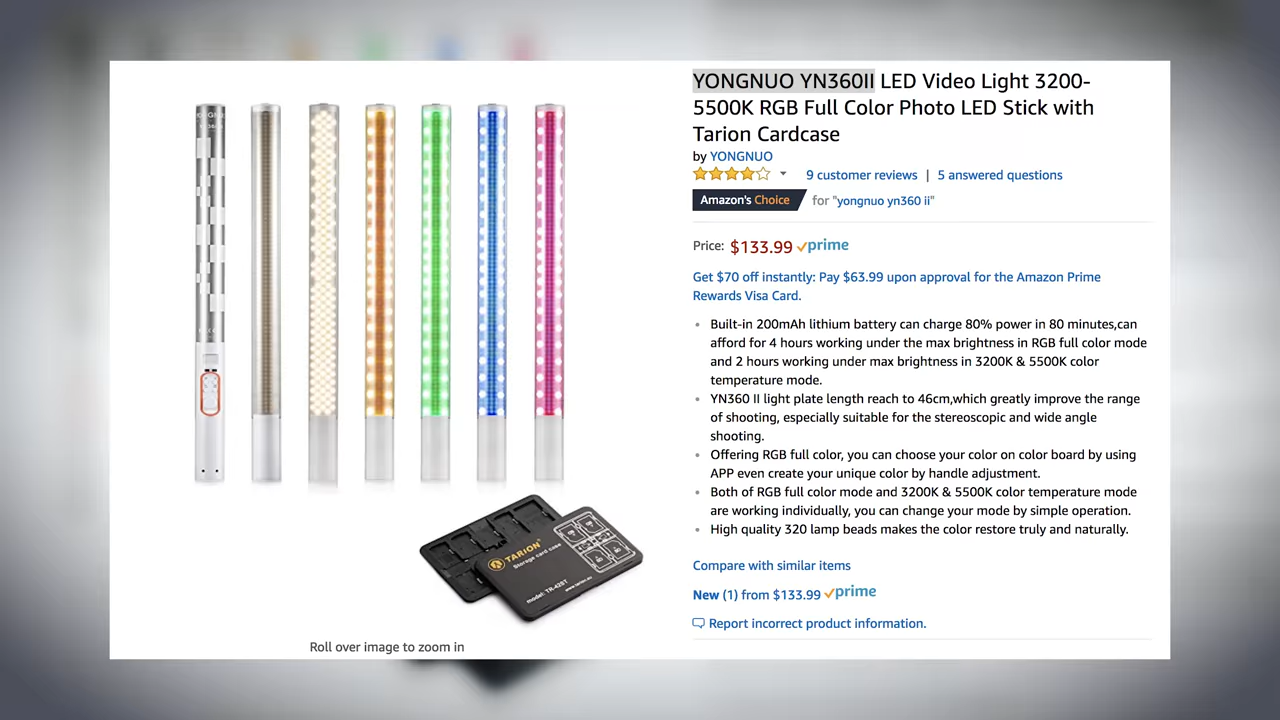 YONGNUO YN360II LED Video Light 3200-
5500K RGB Full Color Photo LED Stick with
Tarion Cardcase
by YONGNUO
9 customer reviews | 5 answered questions
Amazon's Choice for "yongnuo yn360 ii"
Price: $133.99 prime
Get $70 off instantly: Pay $63.99 upon approval for the Amazon Prime
Rewards Visa Card.
• Built-in 200mAh lithium battery can charge 80% power in 80 minutes,can
afford for 4 hours working under the max brightness in RGB full color mode
and 2 hours working under max brightness in 3200K & 5500K color
temperature mode.
• YN360 II light plate length reach to 46cm,which greatly improve the range
of shooting, especially suitable for the stereoscopic and wide angle
shooting.
• Offering RGB full color, you can choose your color on color board by using
APP even create your unique color by handle adjustment.
• Both of RGB full color mode and 3200K & 5500K color temperature mode
are working individually, you can change your mode by simple operation.
• High quality 320 lamp beads makes the color restore truly and naturally.
Compare with similar items
New (1) from $133.99 prime
Report incorrect product information.
TARION
Storage card case
model: TR-42ST
www.tarion.eu
Roll over image to zoom in